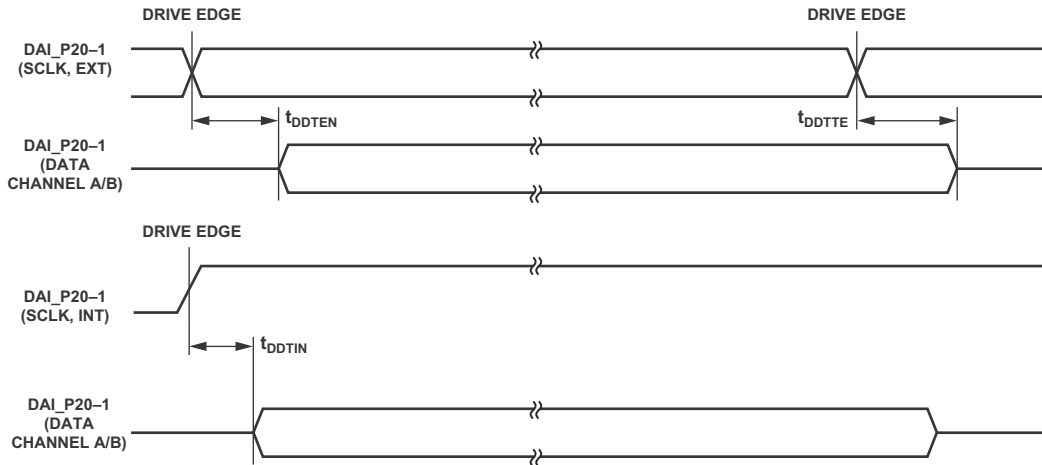 DRIVE EDGE
DRIVE EDGE
DAI_P20–1
(SCLK, EXT)
tDDTEN
tDDTTE
DAI_P20–1
(DATA
CHANNEL A/B)
DRIVE EDGE
DAI_P20–1
(SCLK, INT)
tDDTIN
DAI_P20–1
(DATA
CHANNEL A/B)